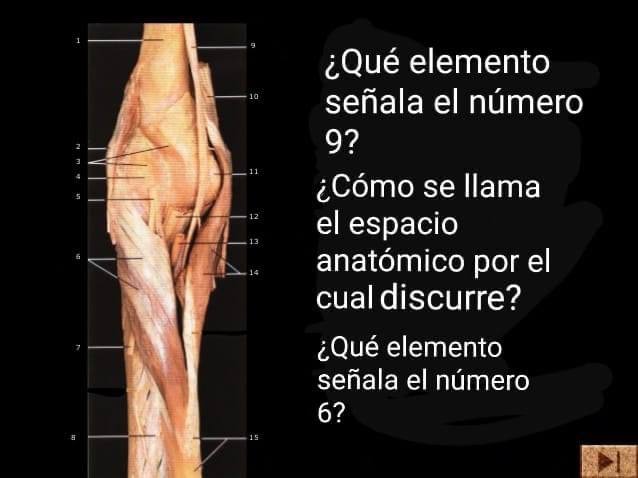 1
2
3
4
5
6
7
8
9
10
11
12
13
14
15
¿Qué elemento
señala el número
9?
¿Cómo se llama
el espacio
anatómico por el
cual discurre?
¿Qué elemento
señala el número
6?